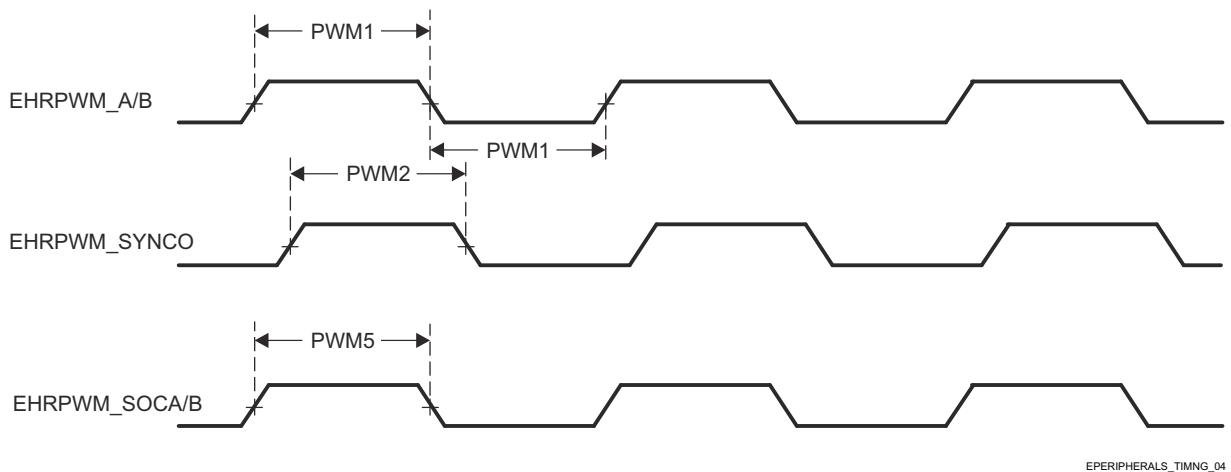 PWM1
EHRPWM_A/B
PWM1
PWM2
EHRPWM_SYNCO
PWM5
EHRPWM_SOCA/B
EPERIPHERALS_TIMNG_04